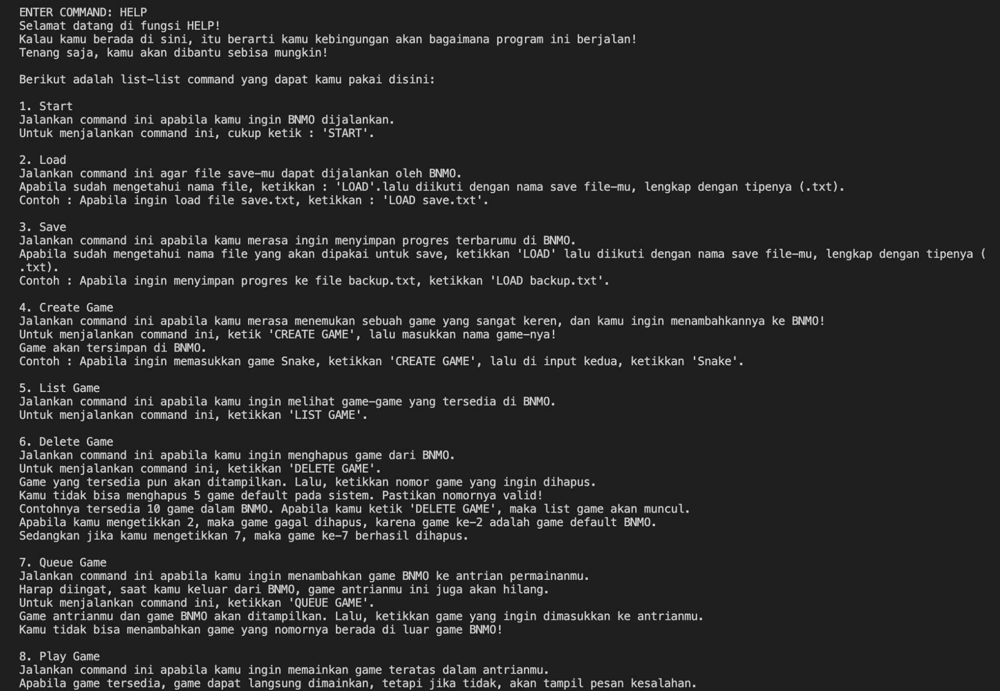 ENTER COMMAND: HELP
Selamat datang di fungsi HELP!
Kalau kamu berada di sini, itu berarti kamu kebingungan akan bagaimana program ini berjalan!
Tenang saja, kamu akan dibantu sebisa mungkin!
Berikut adalah list-list command yang dapat kamu pakai disini:
1. Start
Jalankan command ini apabila kamu ingin BNMO dijalankan.
Untuk menjalankan command ini, cukup ketik : 'START'.
2. Load
Jalankan command ini agar file save-mu dapat dijalankan oleh BNMO.
Apabila sudah mengetahui nama file, ketikkan : 'LOAD'.lalu diikuti dengan nama save file-mu, lengkap dengan tipenya (.txt).
Contoh : Apabila ingin load file save.txt, ketikkan : 'LOAD save.txt'.
3. Save
Jalankan command ini apabila kamu merasa ingin menyimpan progres terbarumu di BNMO.
Apabila sudah mengetahui nama file yang akan dipakai untuk save, ketikkan 'LOAD' lalu diikuti dengan nama save file-mu, lengkap dengan tipenya (
.txt).
Contoh : Apabila ingin menyimpan progres ke file backup.txt, ketikkan 'LOAD backup.txt'.
4. Create Game
Jalankan command ini apabila kamu merasa menemukan sebuah game yang sangat keren, dan kamu ingin menambahkannya ke BNMO!
Untuk menjalankan command ini, ketik 'CREATE GAME', lalu masukkan nama game-nya!
Game akan tersimpan di BNMO.
Contoh : Apabila ingin memasukkan game Snake, ketikkan 'CREATE GAME', lalu di input kedua, ketikkan 'Snake'.
5. List Game
Jalankan command ini apabila kamu ingin melihat game-game yang tersedia di BNMO.
Untuk menjalankan command ini, ketikkan 'LIST GAME'.
6. Delete Game
Jalankan command ini apabila kamu ingin menghapus game dari BNMO.
Untuk menjalankan command ini, ketikkan 'DELETE GAME'.
Game yang tersedia pun akan ditampilkan. Lalu, ketikkan nomor game yang ingin dihapus.
Kamu tidak bisa menghapus 5 game default pada sistem. Pastikan nomornya valid!
Contohnya tersedia 10 game dalam BNMO. Apabila kamu ketik 'DELETE GAME', maka list game akan muncul.
Apabila kamu mengetikkan 2, maka game gagal dihapus, karena game ke-2 adalah game default BNMO.
Sedangkan jika kamu mengetikkan 7, maka game ke-7 berhasil dihapus.
7. Queue Game
Jalankan command ini apabila kamu ingin menambahkan game BNMO ke antrian permainanmu.
Harap diingat, saat kamu keluar dari BNMO, game antrianmu ini juga akan hilang.
Untuk menjalankan command ini, ketikkan 'QUEUE GAME'.
Game antrianmu dan game BNMO akan ditampilkan. Lalu, ketikkan game yang ingin dimasukkan ke antrianmu.
Kamu tidak bisa menambahkan game yang nomornya berada di luar game BNMO!
8. Play Game
Jalankan command ini apabila kamu ingin memainkan game teratas dalam antrianmu.
Apabila game tersedia, game dapat langsung dimainkan, tetapi jika tidak, akan tampil pesan kesalahan.